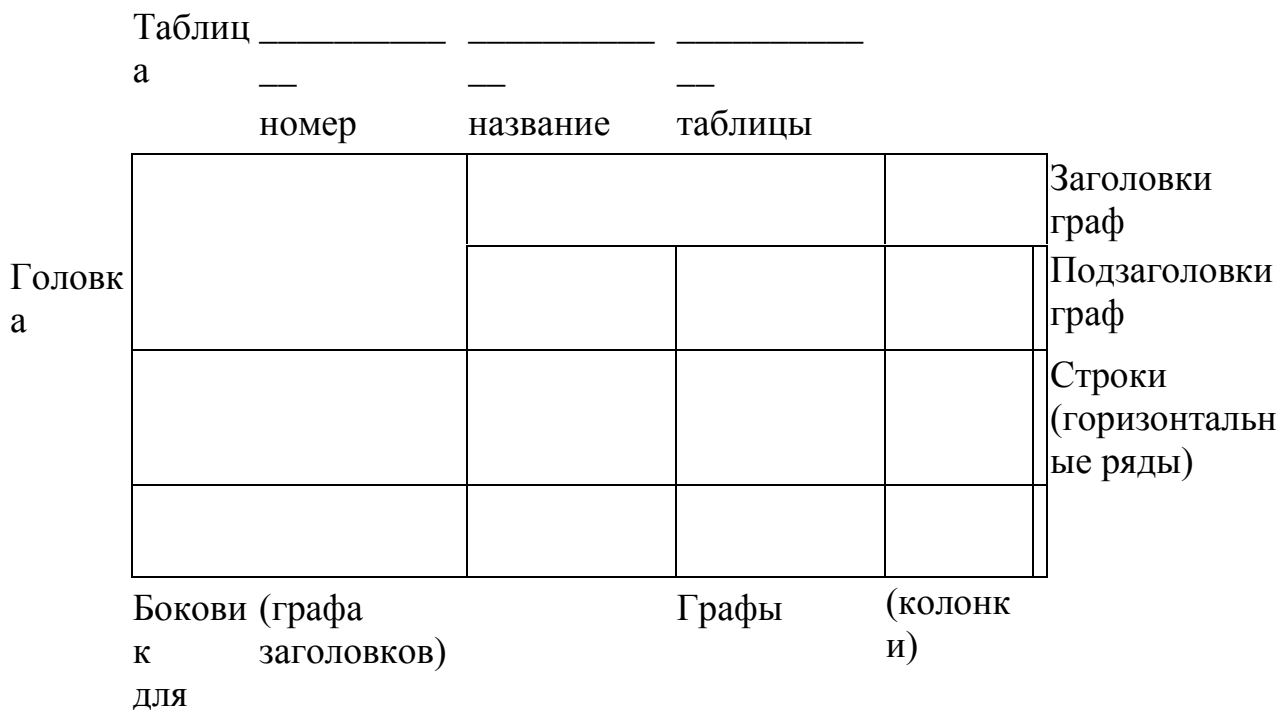 Таблиц __________ __________ __________
а __ __ __
номер название таблицы
Заголовки
граф
Головк
а
Подзаголовки
граф
Строки
(горизонтальн
ые ряды)
Бокови (графа Графы (колонк
к заголовков) и)
для